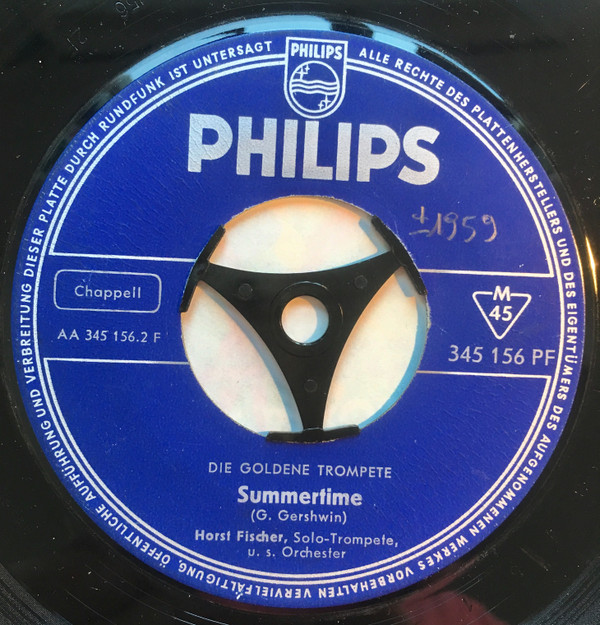 PHILIPS
PHILIPS
ALLE RECHTE DES PLATTENHERSTELLERS UND DES EIGENTÜMERS DES AUFGENOMMENEN WERKES VORBEHALTEN VERVIELFÄLTIGUNG, ÖFFENTLICHE AUFFÜHRUNG UND VERBREITUNG DIESER PLATTE DURCH RUNDFUNK IST UNTERSAGT
±1959
Chappell
M
45
AA 345 156.2 F
345 156 PF
DIE GOLDENE TROMPETE
Summertime
(G. Gershwin)
Horst Fischer, Solo-Trompete,
u. s. Orchester